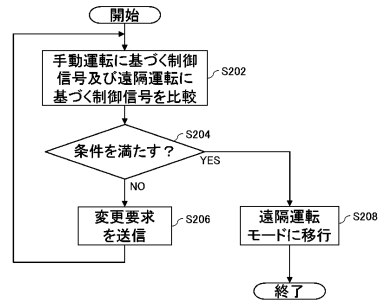 開始
手動運転に基づく制御
信号及び遠隔運転に
基づく制御信号を比較
S202
条件を満たす?
S204
YES
NO
変更要求
を送信
S206
遠隔運転
モードに移行
S208
終了